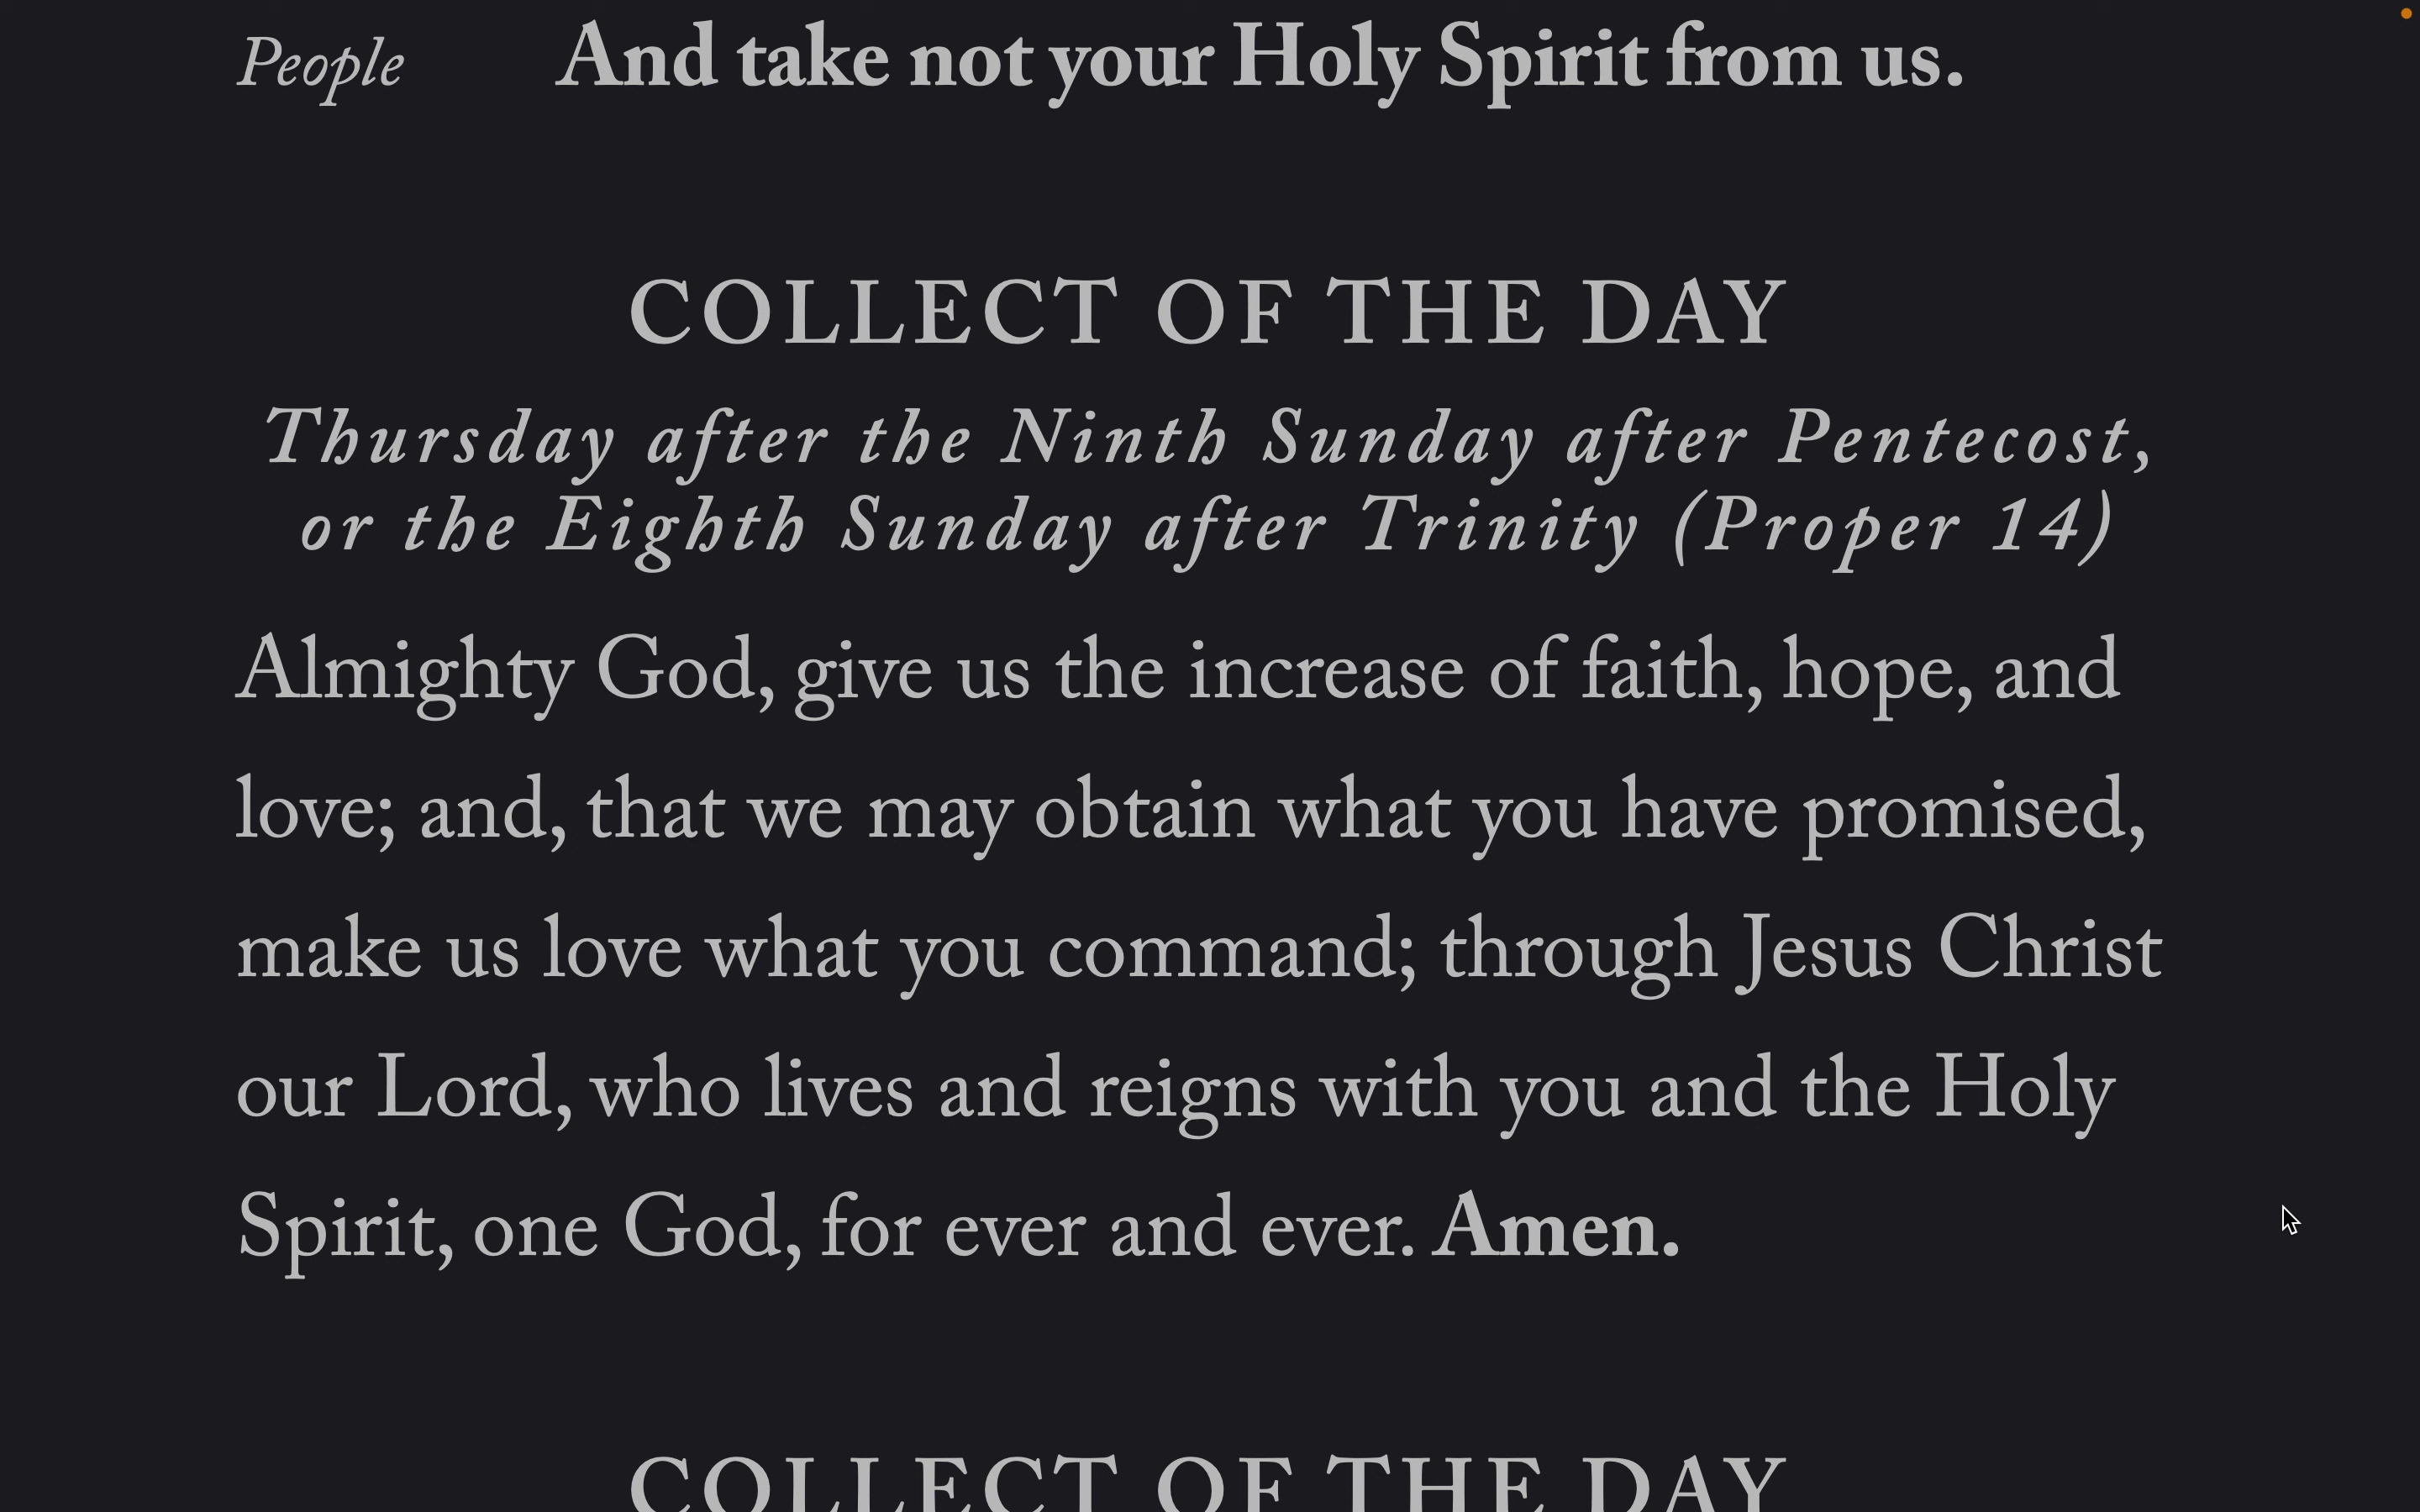 People And take not your Holy Spirit from us.
COLLECT OF THE DAY
Thursday after the Ninth Sunday after Pentecost,
or the Eighth Sunday after Trinity (Proper 14)
Almighty God, give us the increase of faith, hope, and
love; and, that we may obtain what you have promised,
make us love what you command; through Jesus Christ
our Lord, who lives and reigns with you and the Holy
Spirit, one God, for ever and ever. Amen.
COLLECT OF THE DAY